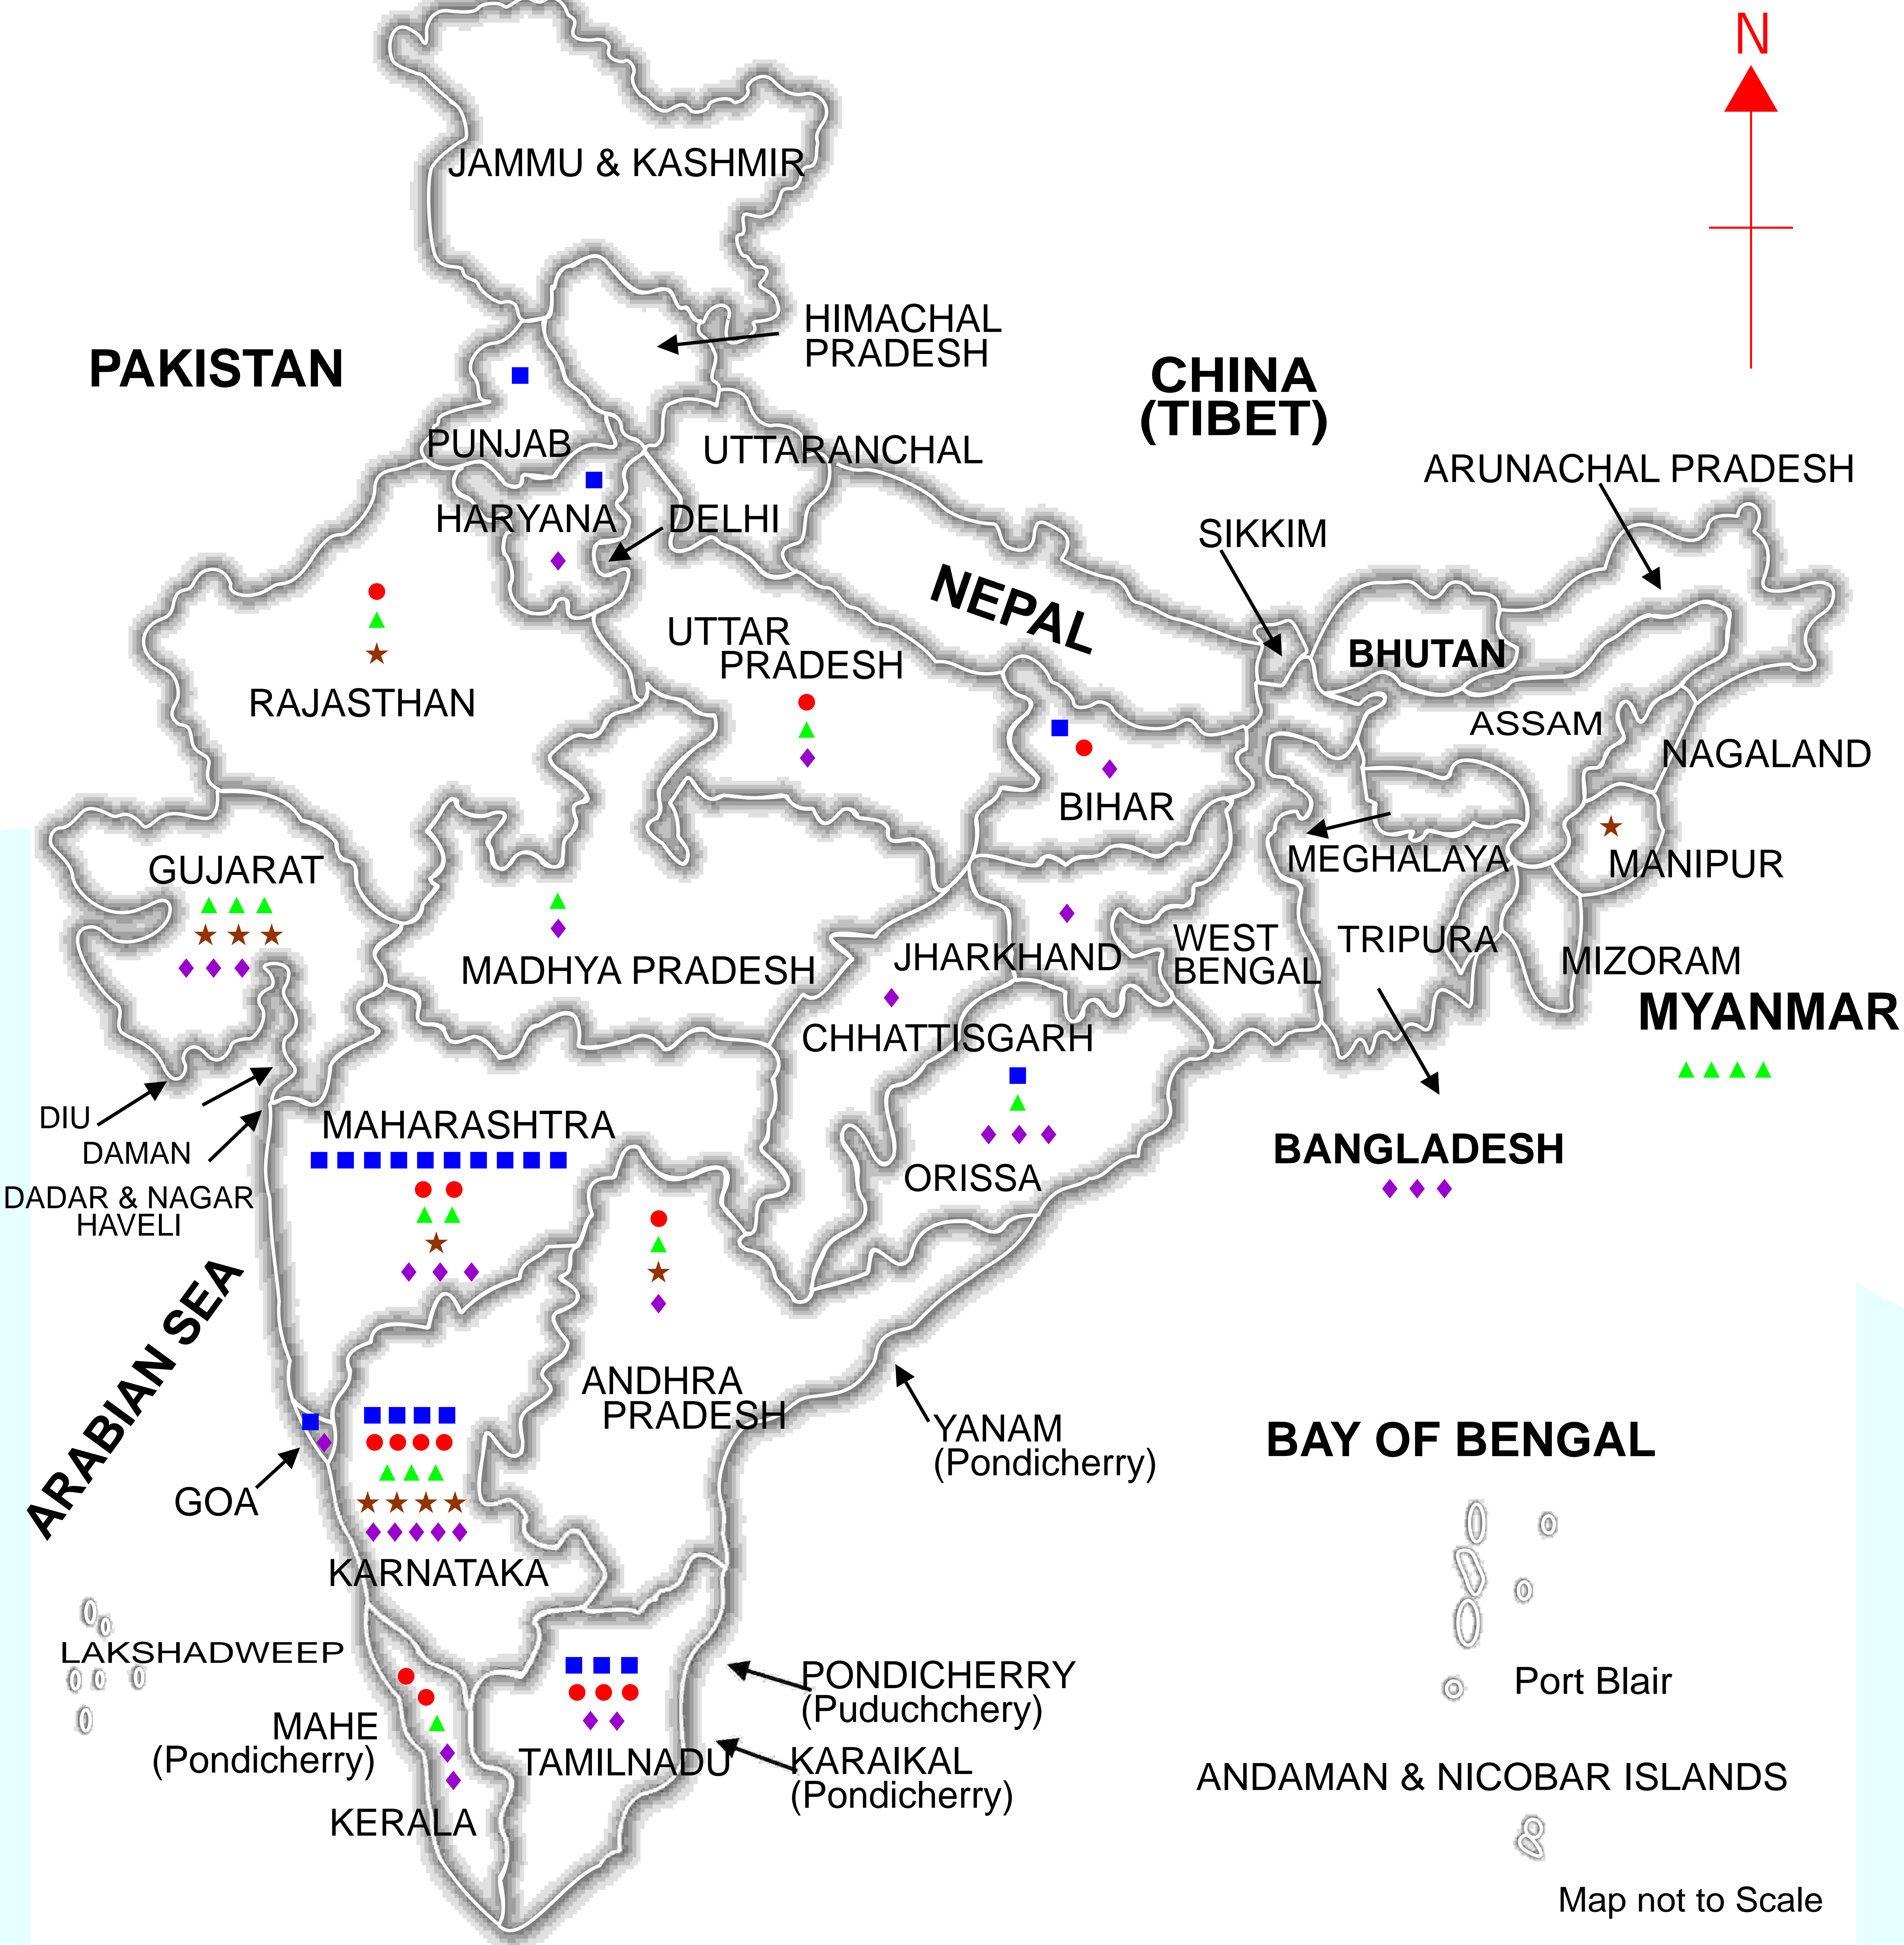 N
JAMMU & KASHMIR
HIMACHAL
PRADESH
PAKISTAN
CHINA
(TIBET)
PUNJAB
UTTARANCHAL
ARUNACHAL PRADESH
HARYANA
DELHI
SIKKIM
NEPAL
UTTAR
PRADESH
BHUTAN
RAJASTHAN
ASSAM
NAGALAND
BIHAR
GUJARAT
MEGHALAYA
MANIPUR
MADHYA PRADESH
JHARKHAND
WEST
BENGAL
TRIPURA
MIZORAM
MYANMAR
CHHATTISGARH
DIU
MAHARASHTRA
DAMAN
BANGLADESH
ORISSA
DADAR & NAGAR
HAVELI
ARABIAN SEA
ANDHRA
PRADESH
YANAM
(Pondicherry)
BAY OF BENGAL
GOA
KARNATAKA
LAKSHADWEEP
PONDICHERRY
(Puduchchery)
Port Blair
MAHE
(Pondicherry)
TAMILNADU
KARAIKAL
(Pondicherry)
ANDAMAN & NICOBAR ISLANDS
KERALA
Map not to Scale